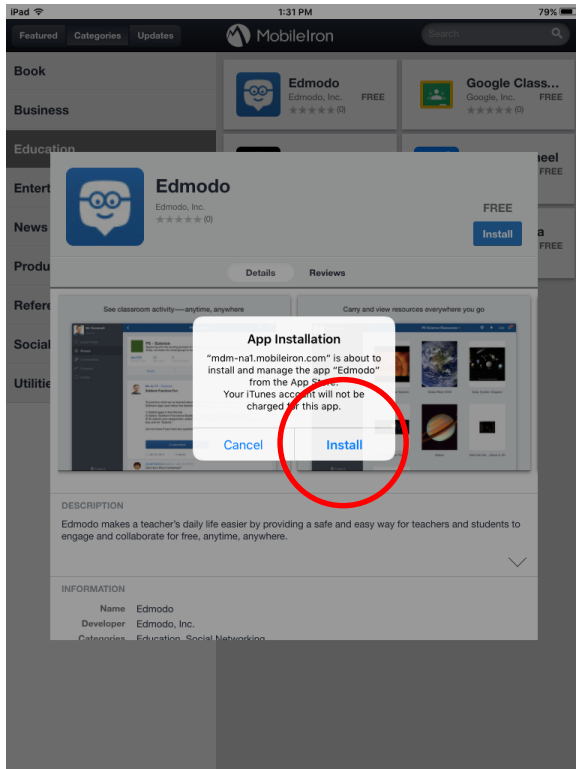 iPad 1:31 PM 79%
Featured Categories Updates MobileIron Search
Book
Business
Education
Entert
News
Produ
Refere
Social
Utilitie
Edmodo
Edmodo, Inc. FREE
(0)
Google Class...
Google, Inc. FREE
(0)
eel
FREE
a
FREE
Edmodo
Edmodo, Inc.
(0)
FREE
Install
Details Reviews
See classroom activity—anytime, anywhere
Carry and view resources everywhere you go
App Installation
"mdm-na1.mobileiron.com" is about to
install and manage the app "Edmodo"
from the App Store.
Your iTunes account will not be
charged for this app.
Cancel Install
DESCRIPTION
Edmodo makes a teacher's daily life easier by providing a safe and easy way for teachers and students to
engage and collaborate for free, anytime, anywhere.
INFORMATION
Name Edmodo
Developer Edmodo, Inc.
Categories Education, Social Networking